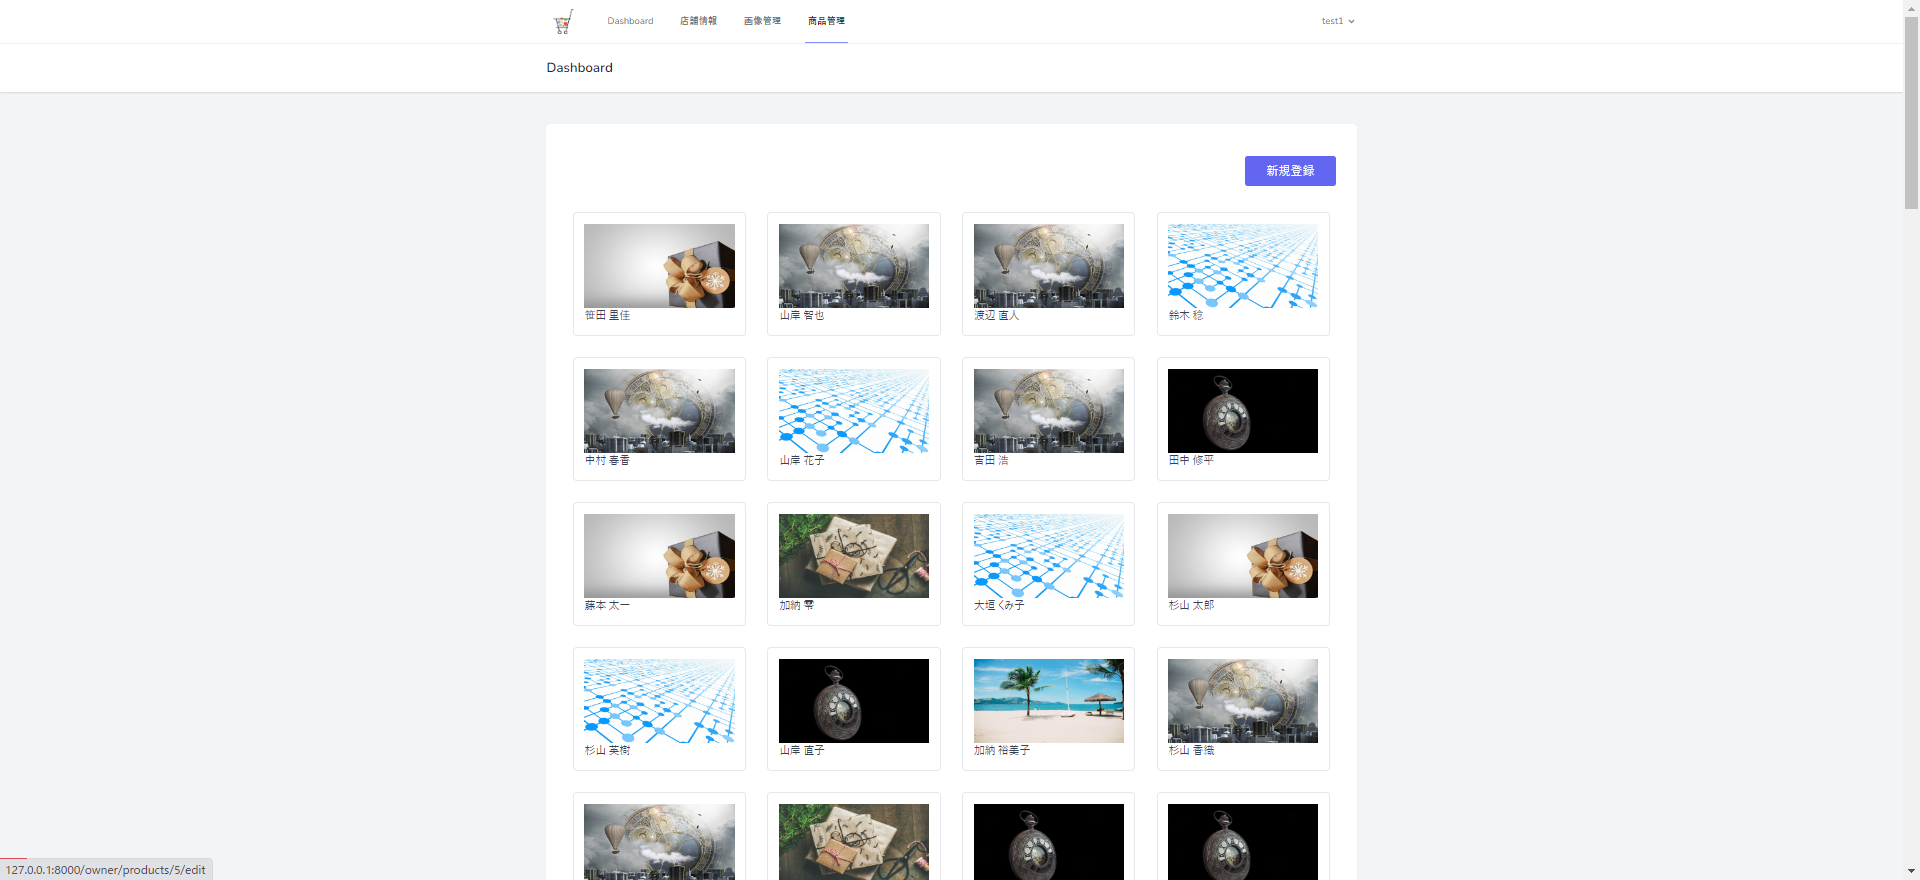 Dashboard 店舗情報 画像管理 商品管理 test1
Dashboard
新規登録
笹田 里佳
山岸 智也
渡辺 直人
鈴木 稔
中村 春香
山岸 花子
吉田 浩
田中 修平
藤本 太一
加納 零
大垣 くみ子
杉山 太郎
杉山 英樹
山岸 直子
加納 裕美子
杉山 香織
127.0.0.1:8000/owner/products/5/edit